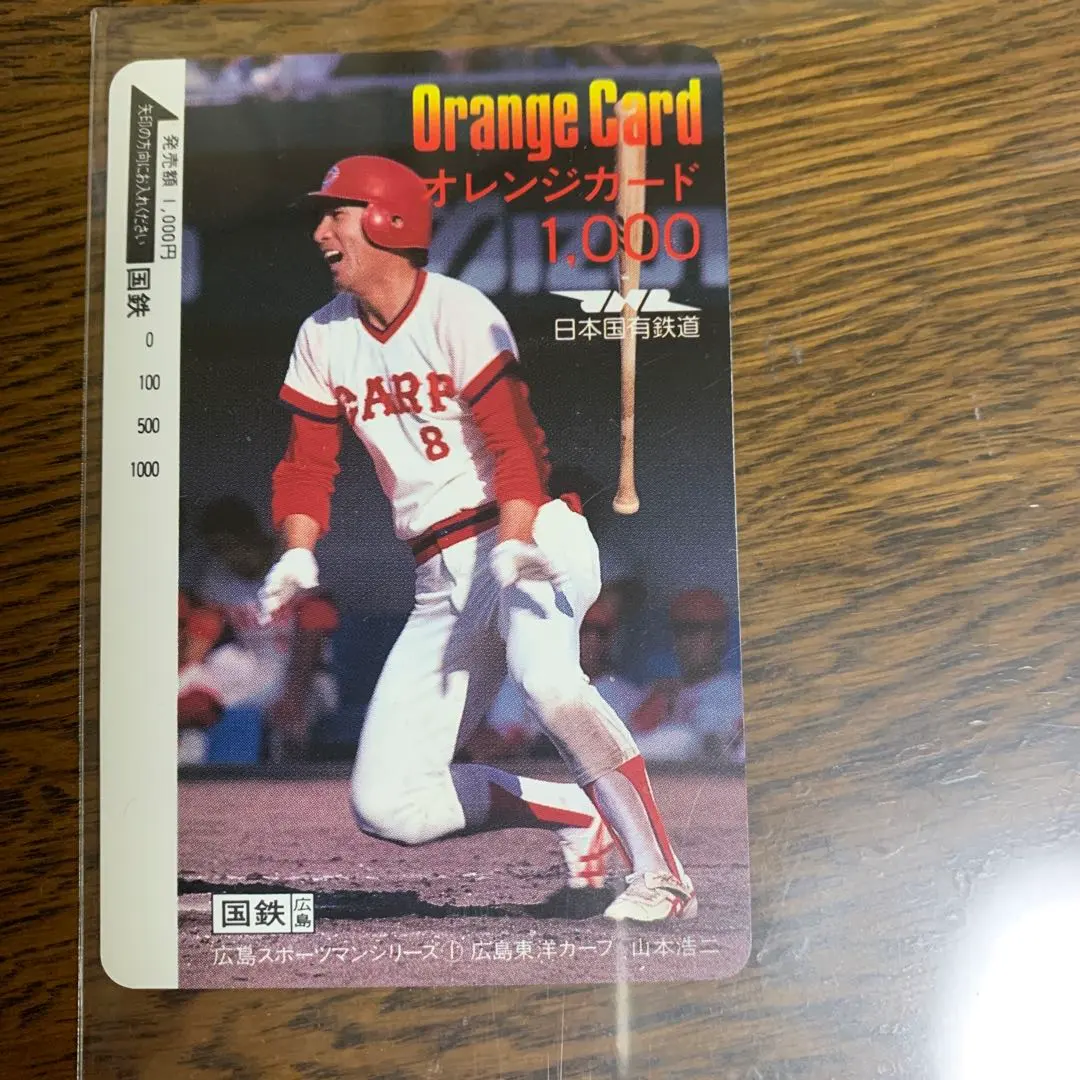 Orange Card
オレンジカード
1,000
JNR
日本国有鉄道
矢印の方向にお入れください
発売額 1,000円
国鉄
0
100
500
1000
CARP
8
国鉄 広島
広島スポーツマンシリーズ① 広島東洋カープ 山本浩二